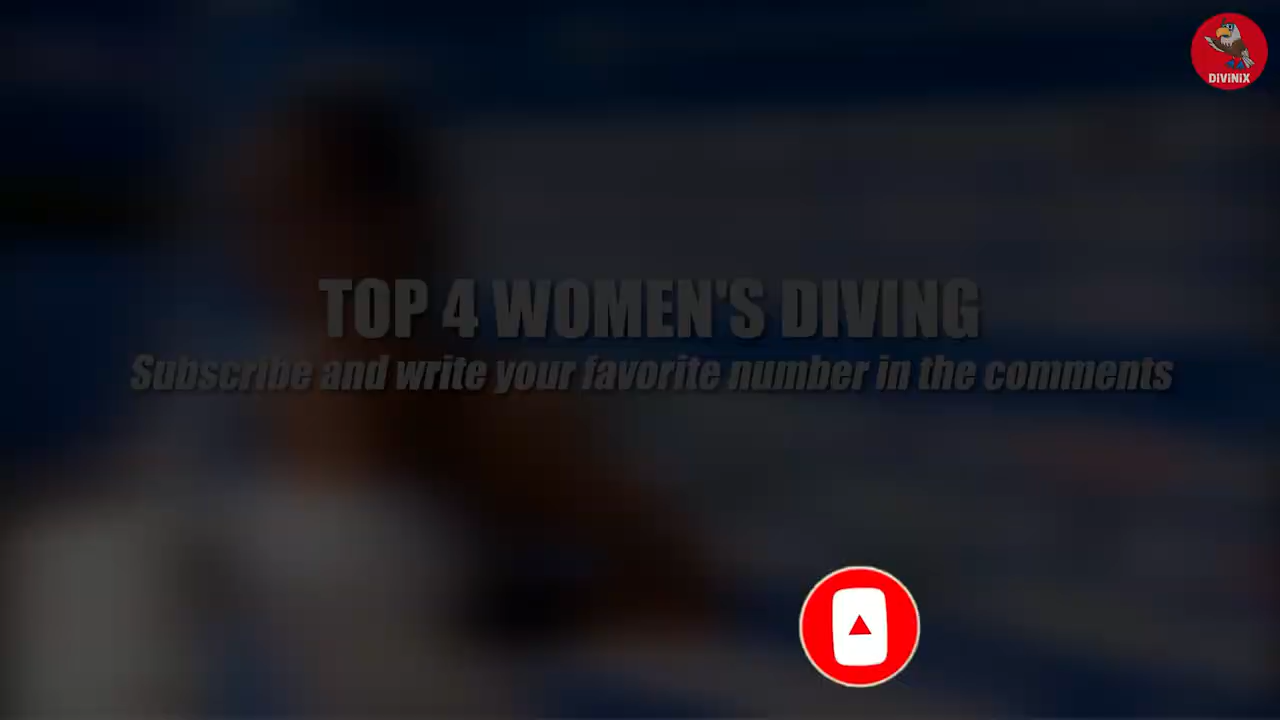 DIVINIX
TOP 4 WOMEN'S DIVING
Subscribe and write your favorite number in the comments